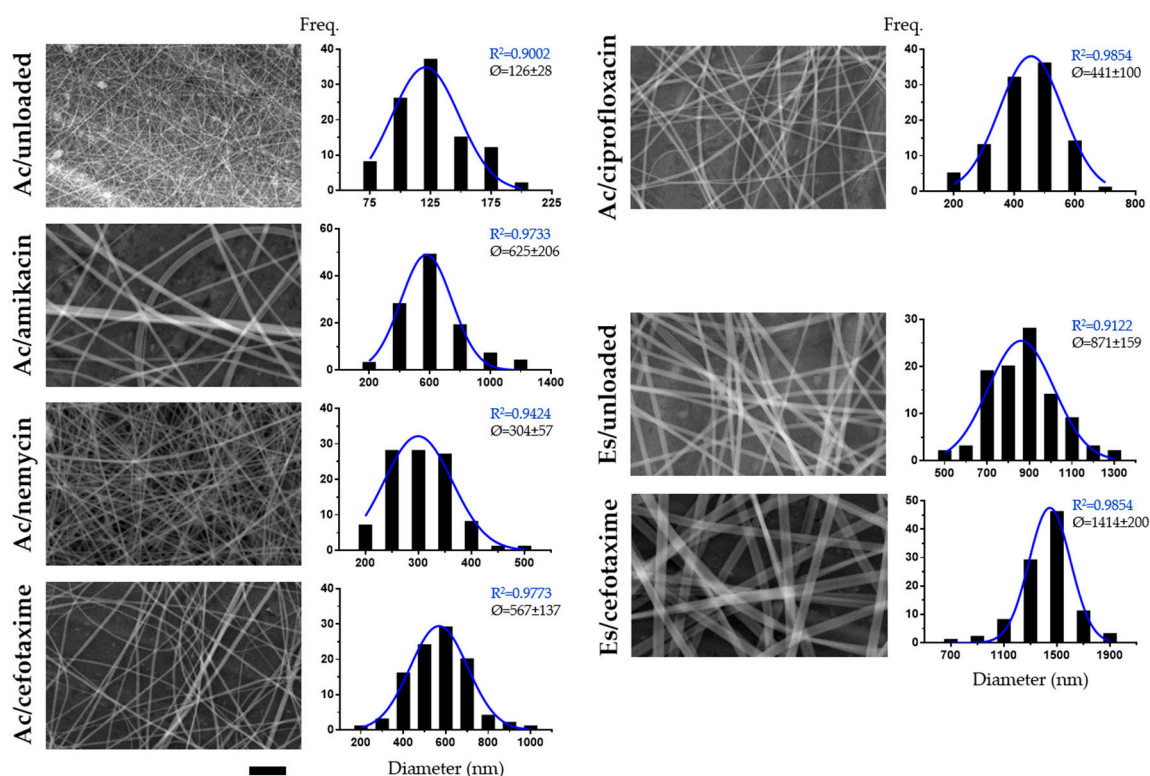 Freq.
Ac/unloaded
40
30
20
10
0
R²=0.9002
Ø=126±28
75 125 175 225
Ac/amikacin
60
40
20
0
R²=0.9733
Ø=625±206
200 600 1000 1400
Ac/nemycin
40
30
20
10
0
R²=0.9424
Ø=304±57
200 300 400 500
Ac/cefotaxime
40
30
20
10
0
R²=0.9773
Ø=567±137
200 400 600 800 1000
Diameter (nm)
Freq.
Ac/ciprofloxacin
40
30
20
10
0
R²=0.9854
Ø=441±100
200 400 600 800
Es/unloaded
30
20
10
0
R²=0.9122
Ø=871±159
500 700 900 1100 1300
Es/cefotaxime
50
40
30
20
10
0
R²=0.9854
Ø=1414±200
700 1100 1500 1900
Diameter (nm)